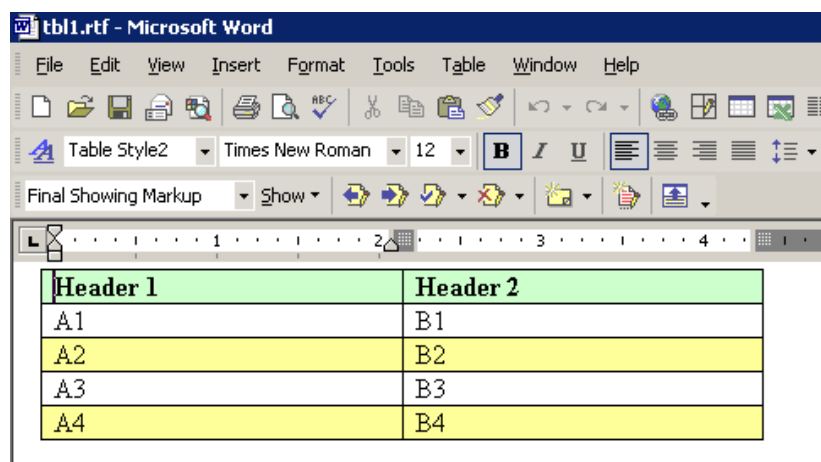 tbl1.rtf - Microsoft Word
File Edit View Insert Format Tools Table Window Help
ABC
Table Style2 Times New Roman 12 B I U
Final Showing Markup Show
L 1 2 3 4
Header 1 Header 2
A1 B1
A2 B2
A3 B3
A4 B4